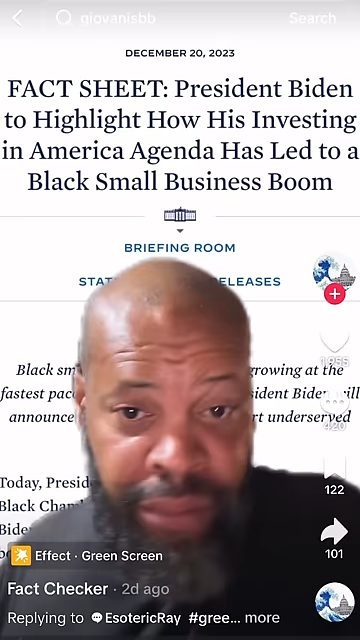 giovanisbb Search
DECEMBER 20, 2023
FACT SHEET: President Biden
to Highlight How His Investing
in America Agenda Has Led to a
Black Small Business Boom
BRIEFING ROOM
STAT ELEASES
Black sm growing at the
fastest pac sident Biden will
announce rt underserved
Today, Presid
Black Cham
Biden
1955
420
122
101
Effect · Green Screen
Fact Checker · 2d ago
Replying to EsotericRay #gree... more